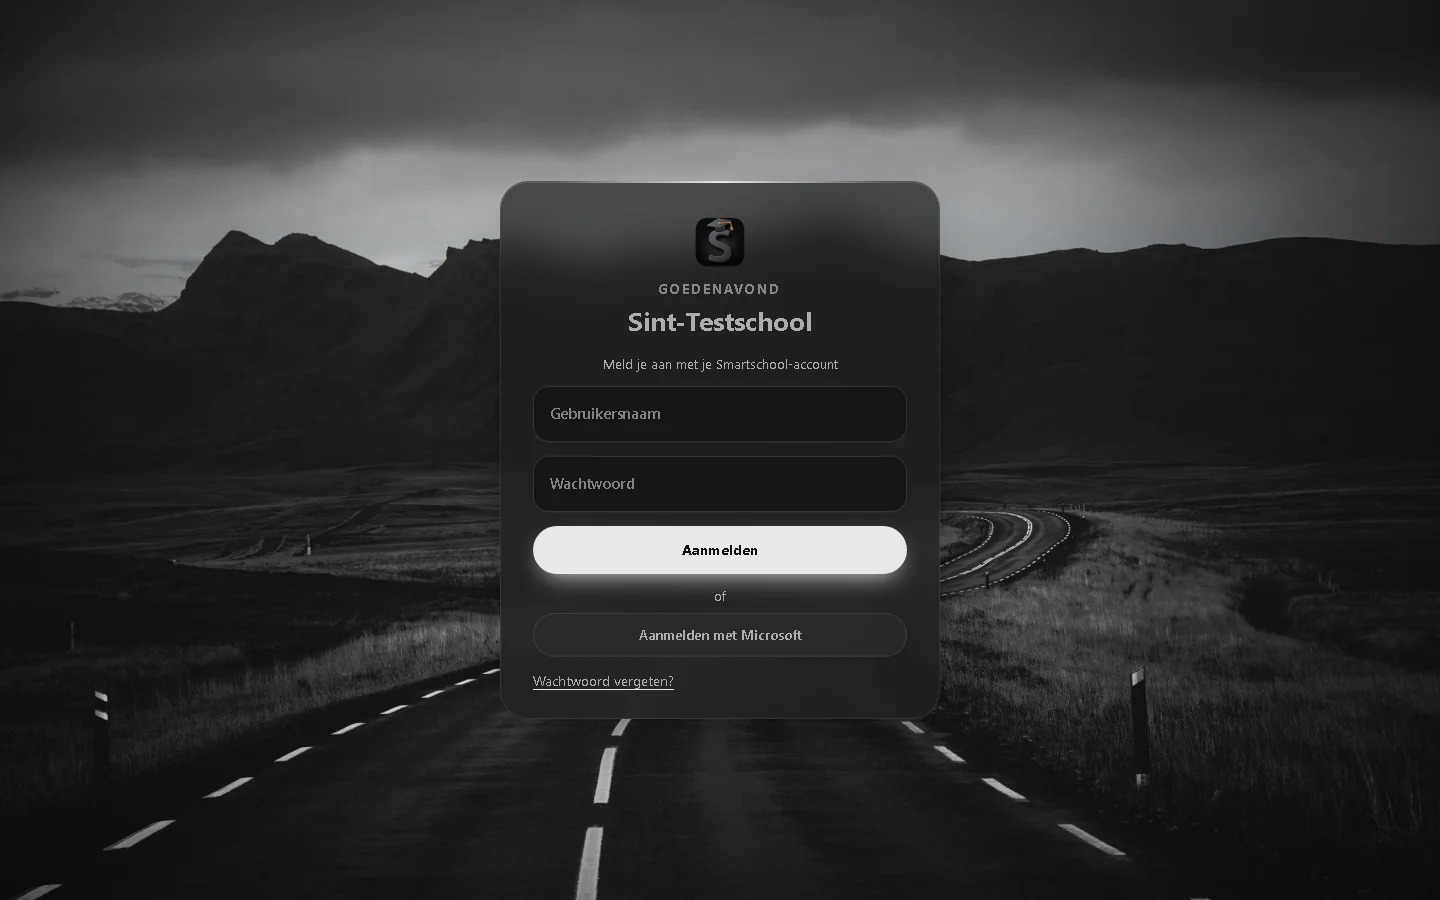 GOEDENAVOND
Sint-Testschool
Meld je aan met je Smartschool-account
Gebruikersnaam
Wachtwoord
Aanmelden
of
Aanmelden met Microsoft
Wachtwoord vergeten?